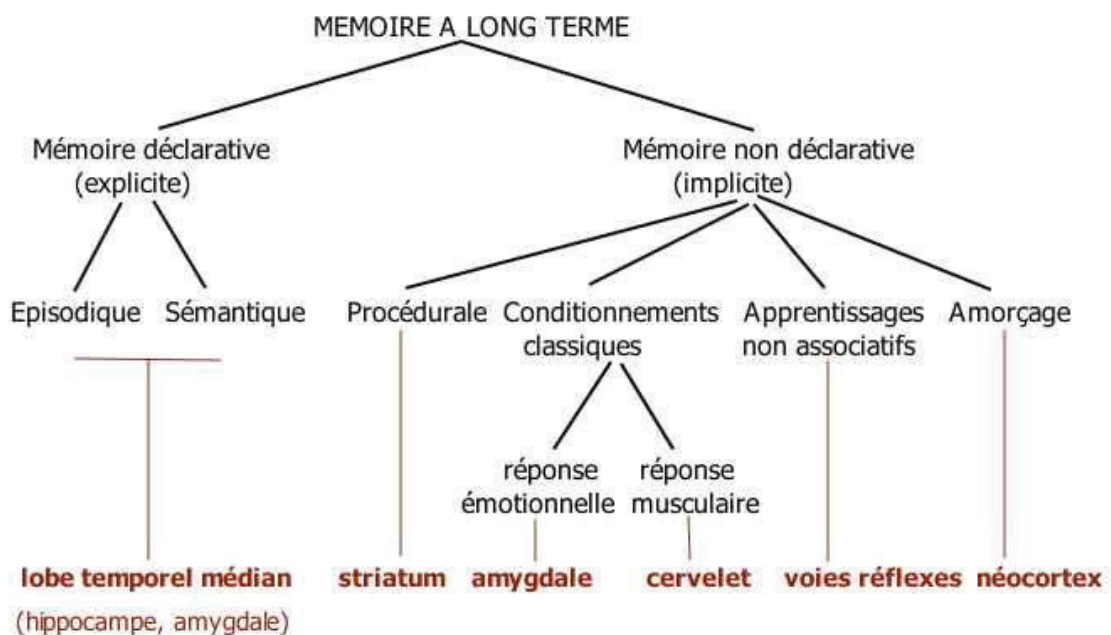 MEMOIRE A LONG TERME
Mémoire déclarative
(explicite)
Mémoire non déclarative
(implicite)
Episodique
Sémantique
Procédurale
Conditionnements
classiques
Apprentissages
non associatifs
Amorçage
réponse
émotionnelle
réponse
musculaire
lobe temporel médian
(hippocampe, amygdale)
striatum
amygdale
cervelet
voies réflexes
néocortex